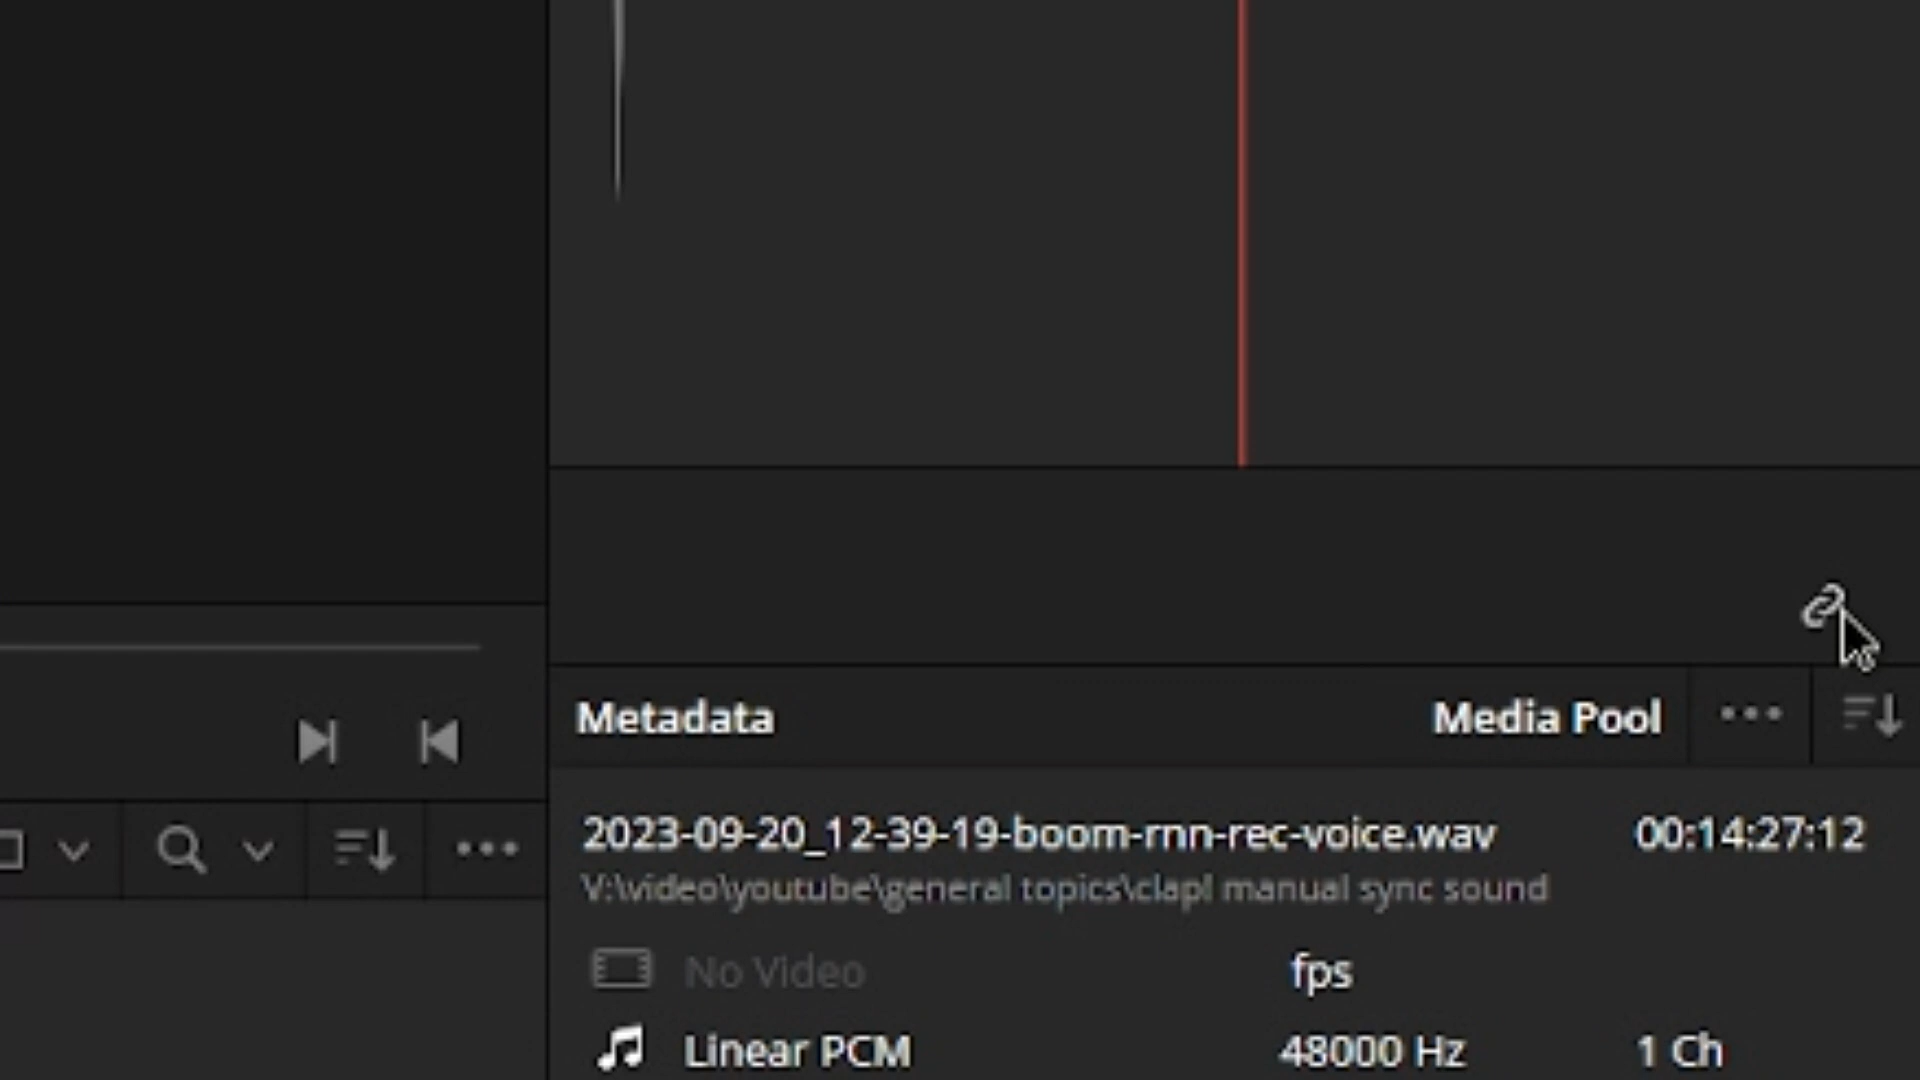 Metadata
Media Pool
2023-09-20_12-39-19-boom-rnn-rec-voice.wav 00:14:27:12
V:\video\youtube\general topics\clap! manual sync sound
No Video fps
Linear PCM 48000 Hz 1 Ch